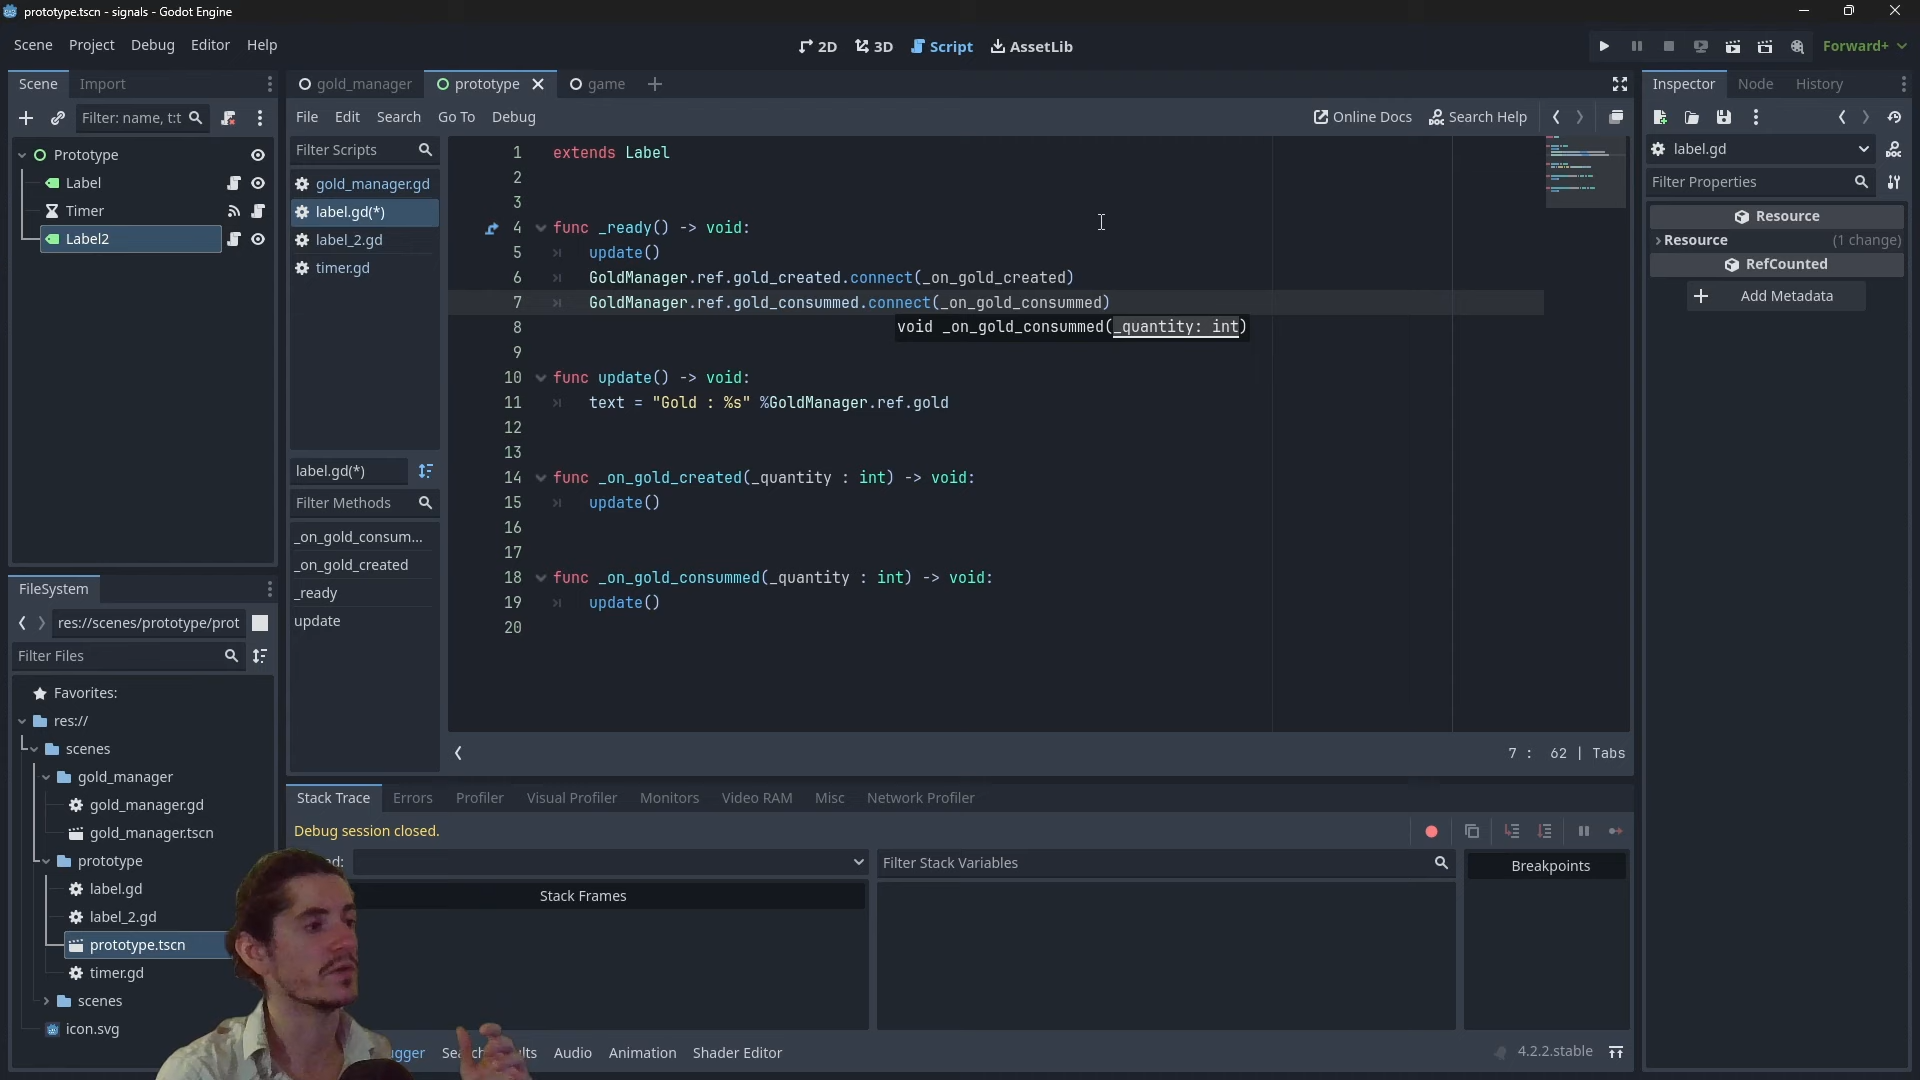 prototype.tscn - signals - Godot Engine
Scene Project Debug Editor Help
2D 3D Script AssetLib
Forward+
Scene Import
Filter: name, t:t
Prototype
Label
Timer
Label2
FileSystem
res://scenes/prototype/prot
Filter Files
Favorites:
res://
scenes
gold_manager
gold_manager.gd
gold_manager.tscn
prototype
label.gd
label_2.gd
prototype.tscn
timer.gd
scenes
icon.svg
gold_manager prototype game
File Edit Search Go To Debug
Online Docs Search Help
Filter Scripts
gold_manager.gd
label.gd(*)
label_2.gd
timer.gd
label.gd(*)
Filter Methods
_on_gold_consum...
_on_gold_created
_ready
update
1 extends Label
2
3
4 func _ready() -> void:
5 update()
6 GoldManager.ref.gold_created.connect(_on_gold_created)
7 GoldManager.ref.gold_consummed.connect(_on_gold_consummed)
8 void _on_gold_consummed(_quantity: int)
9
10 func update() -> void:
11 text = "Gold : %s" %GoldManager.ref.gold
12
13
14 func _on_gold_created(_quantity : int) -> void:
15 update()
16
17
18 func _on_gold_consummed(_quantity : int) -> void:
19 update()
20
7 : 62 | Tabs
Stack Trace Errors Profiler Visual Profiler Monitors Video RAM Misc Network Profiler
Debug session closed.
Filter Stack Variables
Breakpoints
Stack Frames
Audio Animation Shader Editor
4.2.2.stable
Inspector Node History
label.gd
Filter Properties
Resource
Resource (1 change)
RefCounted
Add Metadata